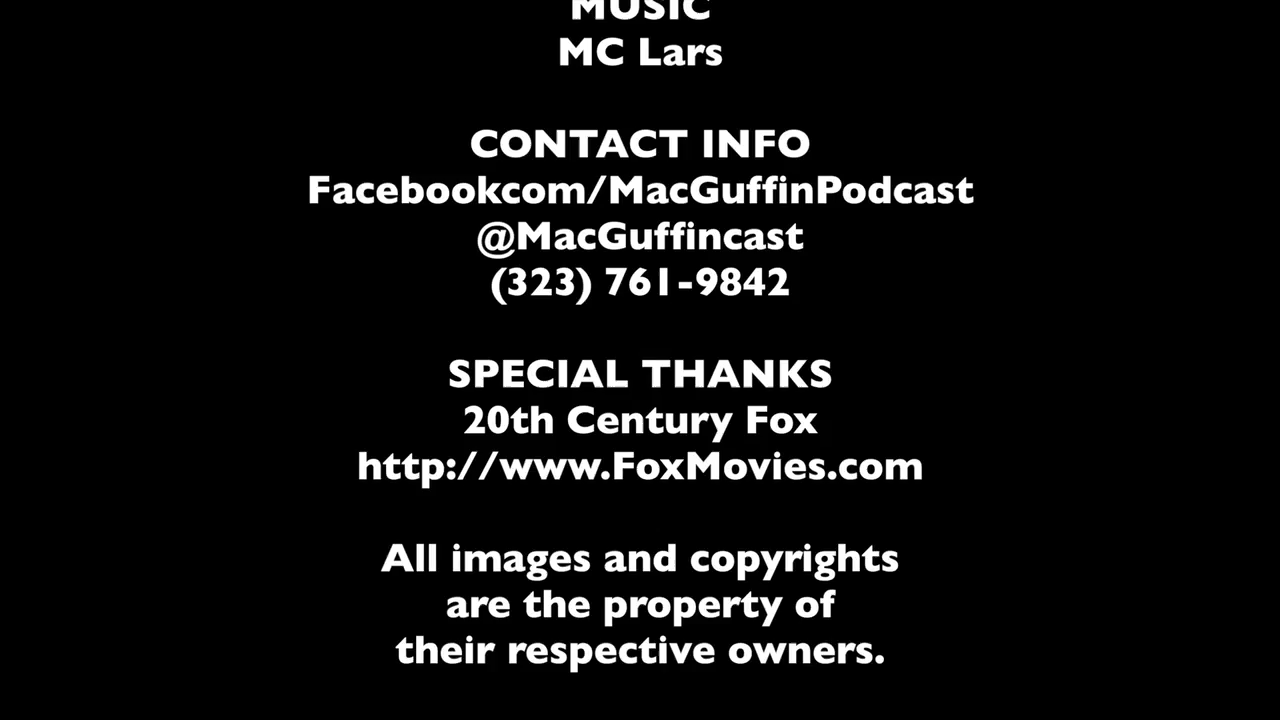 MUSIC
MC Lars
CONTACT INFO
Facebookcom/MacGuffinPodcast
@MacGuffincast
(323) 761-9842
SPECIAL THANKS
20th Century Fox
http://www.FoxMovies.com
All images and copyrights
are the property of
their respective owners.